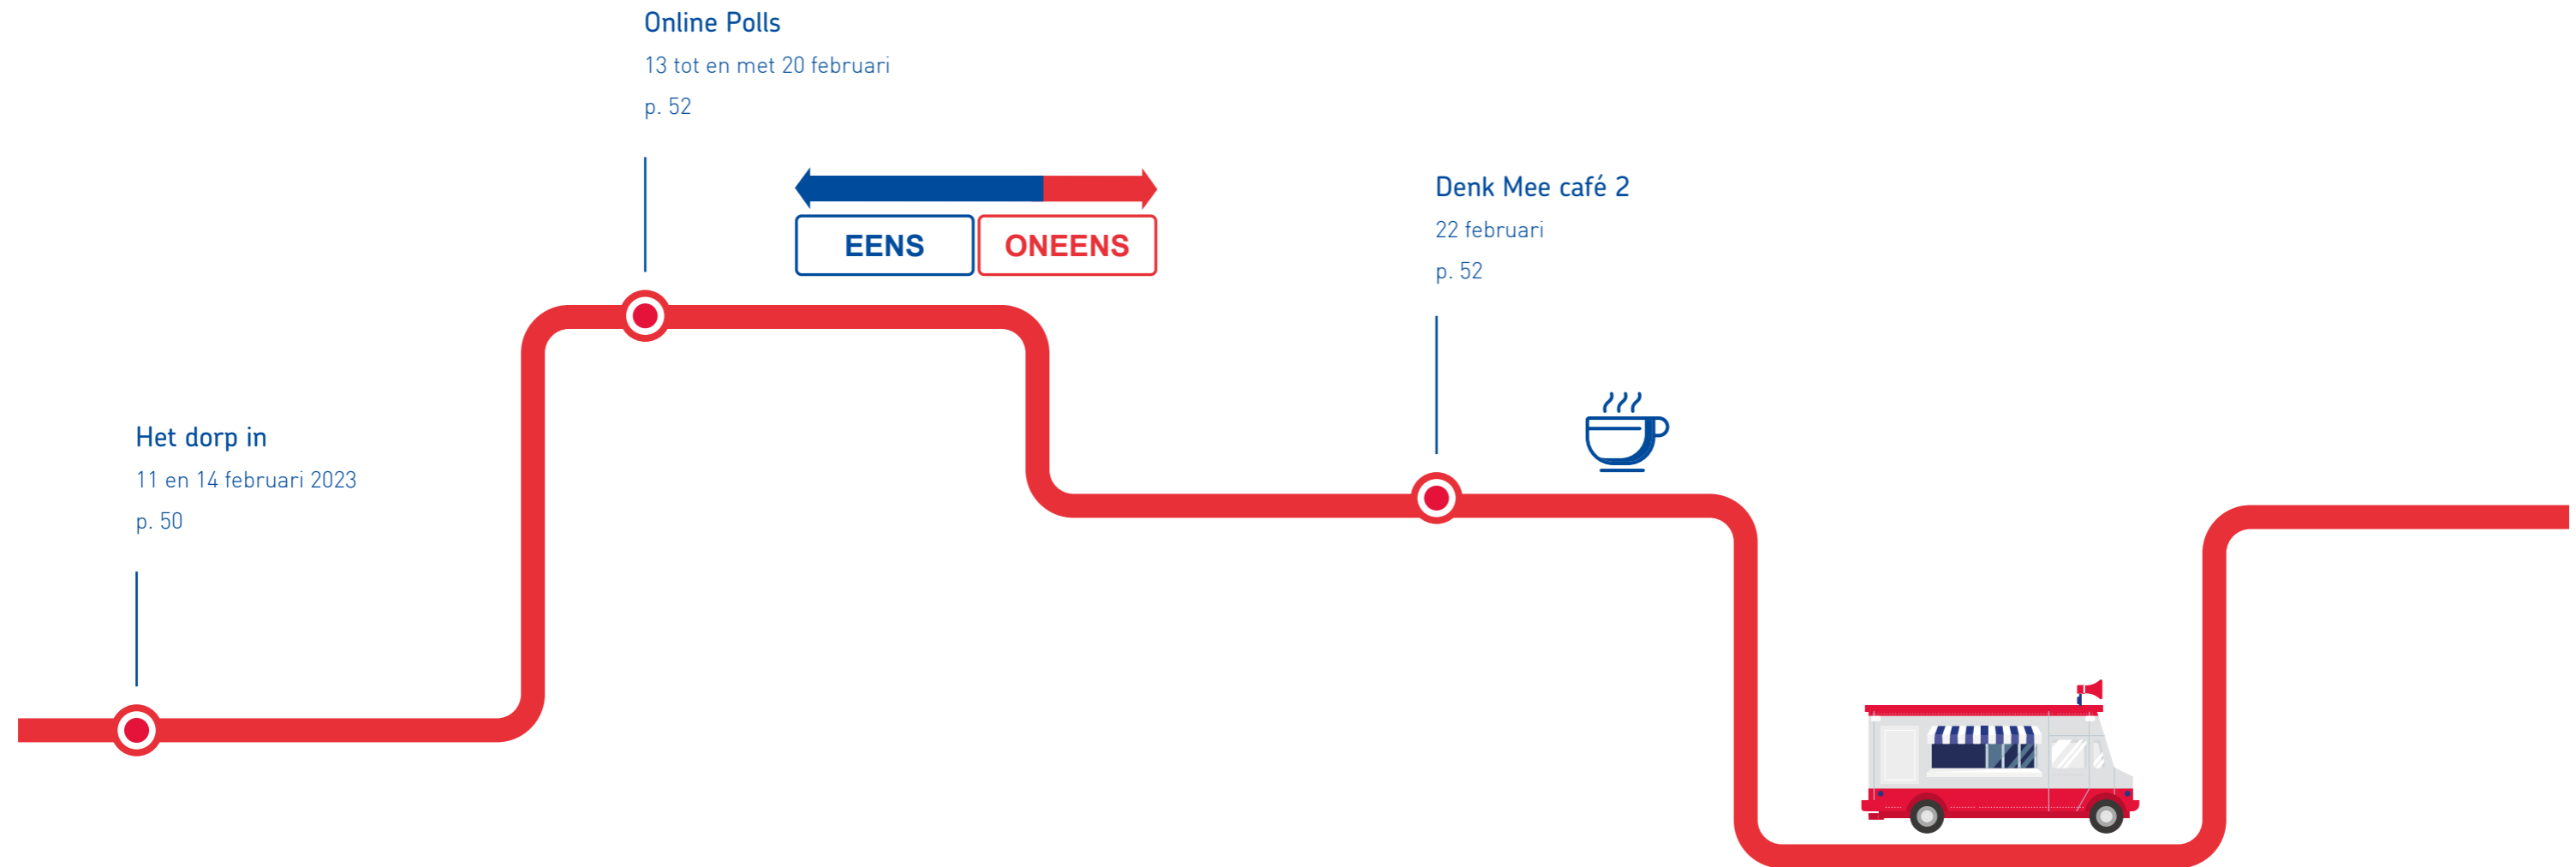 Het dorp in
11 en 14 februari 2023
p. 50
Online Polls
13 tot en met 20 februari
p. 52
EENS
ONEENS
Denk Mee café 2
22 februari
p. 52